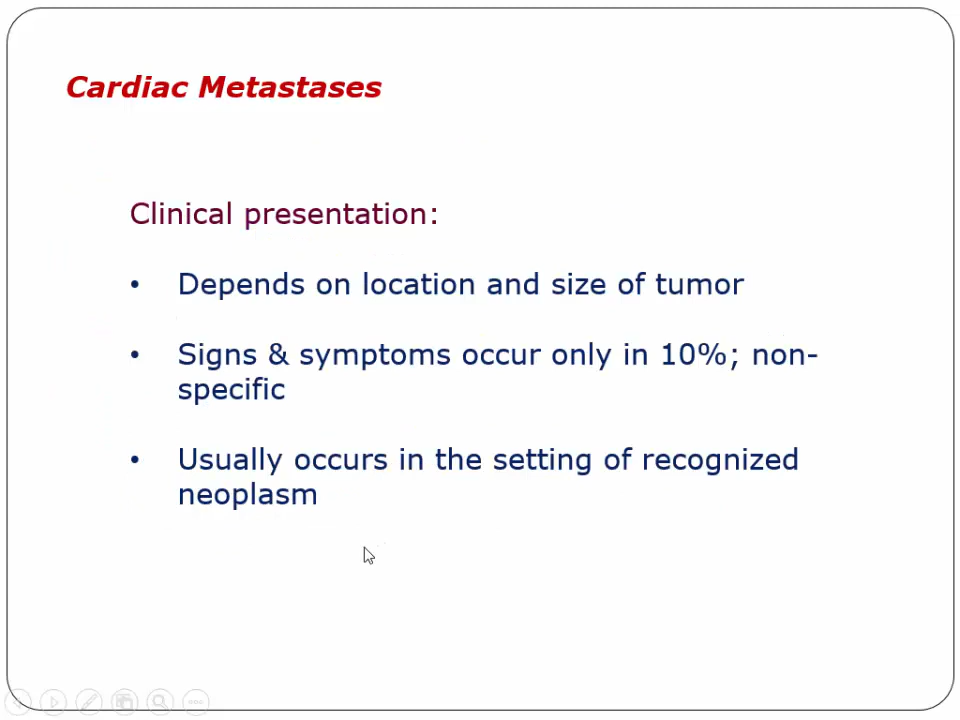 Cardiac Metastases
Clinical presentation:
• Depends on location and size of tumor
• Signs & symptoms occur only in 10%; non-
specific
• Usually occurs in the setting of recognized
neoplasm